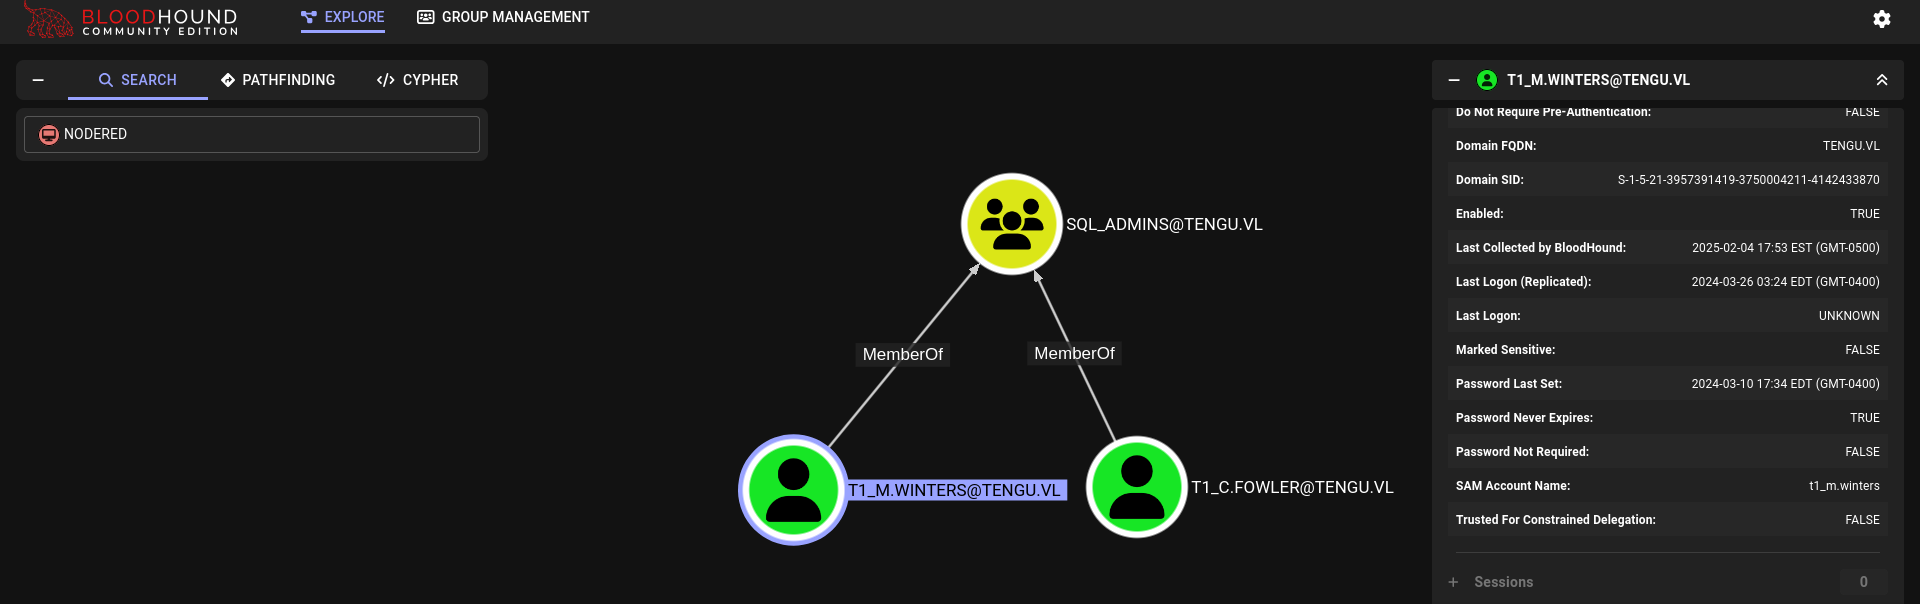 BLOODHOUND
COMMUNITY EDITION
EXPLORE
GROUP MANAGEMENT
SEARCH
PATHFINDING
CYPHER
NODERED
SQL_ADMINS@TENGU.VL
MemberOf
MemberOf
T1_M.WINTERS@TENGU.VL
T1_C.FOWLER@TENGU.VL
T1_M.WINTERS@TENGU.VL
Do Not Require Pre-Authentication: FALSE
Domain FQDN: TENGU.VL
Domain SID: S-1-5-21-3957391419-3750004211-4142433870
Enabled: TRUE
Last Collected by BloodHound: 2025-02-04 17:53 EST (GMT-0500)
Last Logon (Replicated): 2024-03-26 03:24 EDT (GMT-0400)
Last Logon: UNKNOWN
Marked Sensitive: FALSE
Password Last Set: 2024-03-10 17:34 EDT (GMT-0400)
Password Never Expires: TRUE
Password Not Required: FALSE
SAM Account Name: t1_m.winters
Trusted For Constrained Delegation: FALSE
Sessions 0